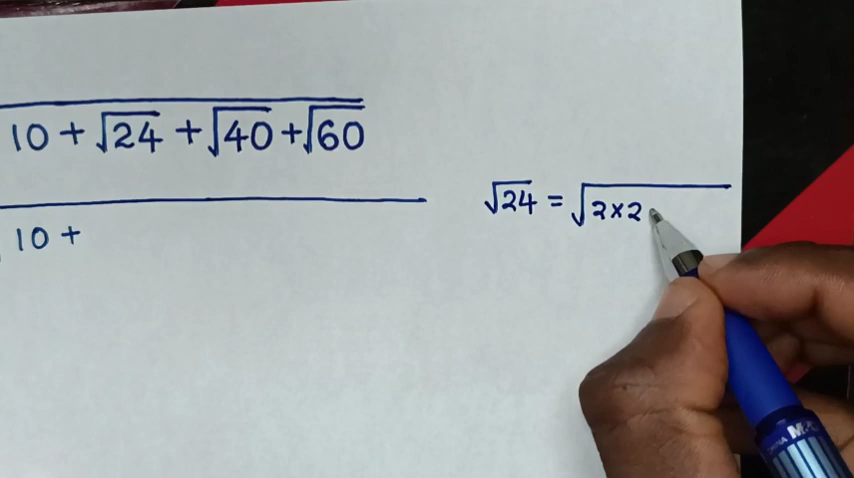 10 + √24 + √40 + √60
√24 = √2×2
10 +